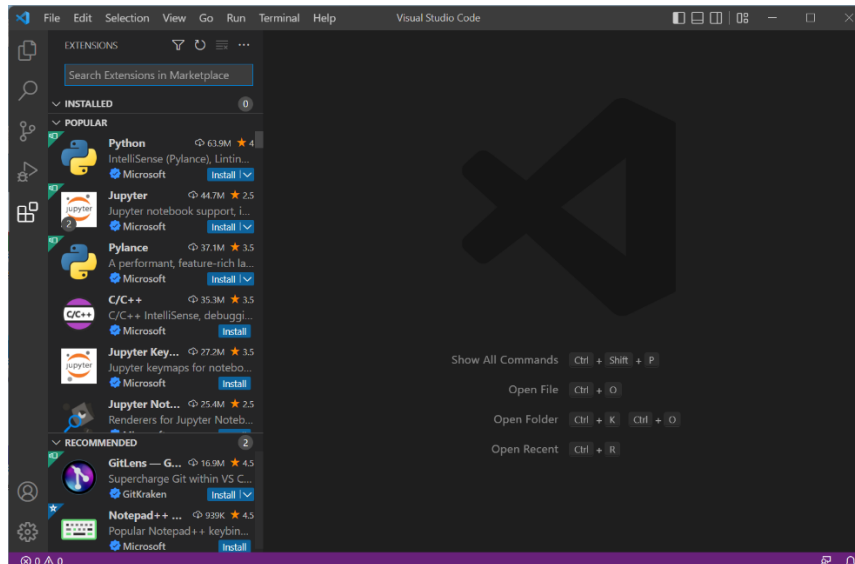 File Edit Selection View Go Run Terminal Help Visual Studio Code
EXTENSIONS
Search Extensions in Marketplace
INSTALLED 0
POPULAR
Python 63.9M ★ 4
IntelliSense (Pylance), Lintin...
Microsoft Install
Jupyter 44.7M ★ 2.5
Jupyter notebook support, i...
Microsoft Install
jupyter
2
Pylance 37.1M ★ 3.5
A performant, feature-rich la...
Microsoft Install
C/C++ 35.3M ★ 3.5
C/C++
C/C++ IntelliSense, debuggi...
Microsoft Install
Jupyter Key... 27.2M ★ 3.5
jupyter
Jupyter keymaps for notebo...
Microsoft Install
Jupyter Not... 25.4M ★ 2.5
Renderers for Jupyter Noteb...
RECOMMENDED 2
GitLens — G... 16.9M ★ 4.5
Supercharge Git within VS C...
GitKraken Install
Notepad++ ... 939K ★ 4.5
Popular Notepad++ keybin...
Microsoft Install
Show All Commands Ctrl + Shift + P
Open File Ctrl + O
Open Folder Ctrl + K Ctrl + O
Open Recent Ctrl + R
0 0